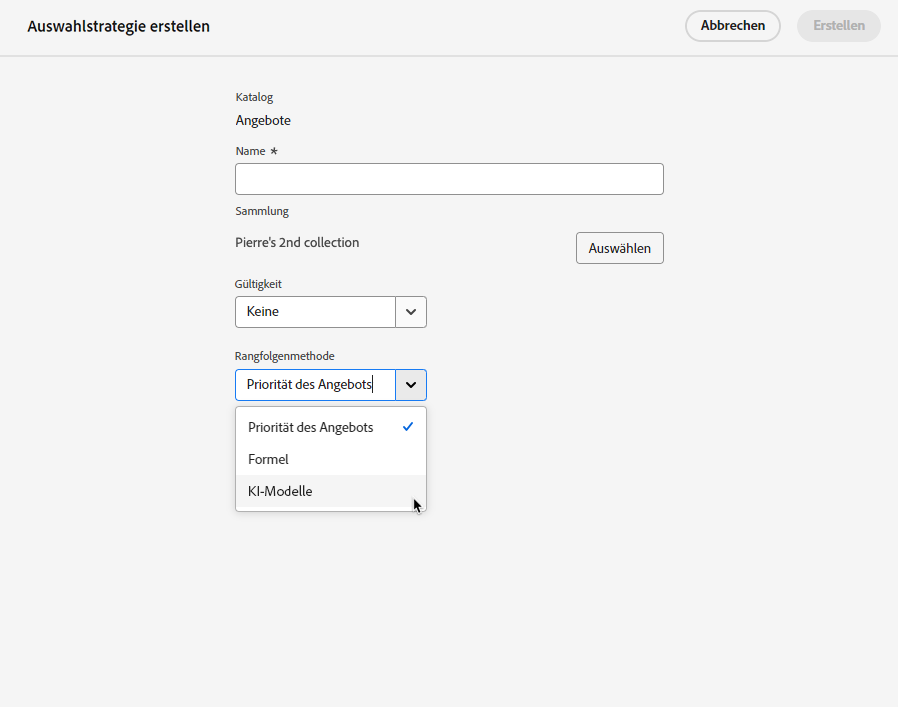 Auswahlstrategie erstellen
Abbrechen
Erstellen
Katalog
Angebote
Name *
Sammlung
Pierre's 2nd collection
Auswählen
Gültigkeit
Keine
Rangfolgenmethode
Priorität des Angebots
Priorität des Angebots
Formel
KI-Modelle